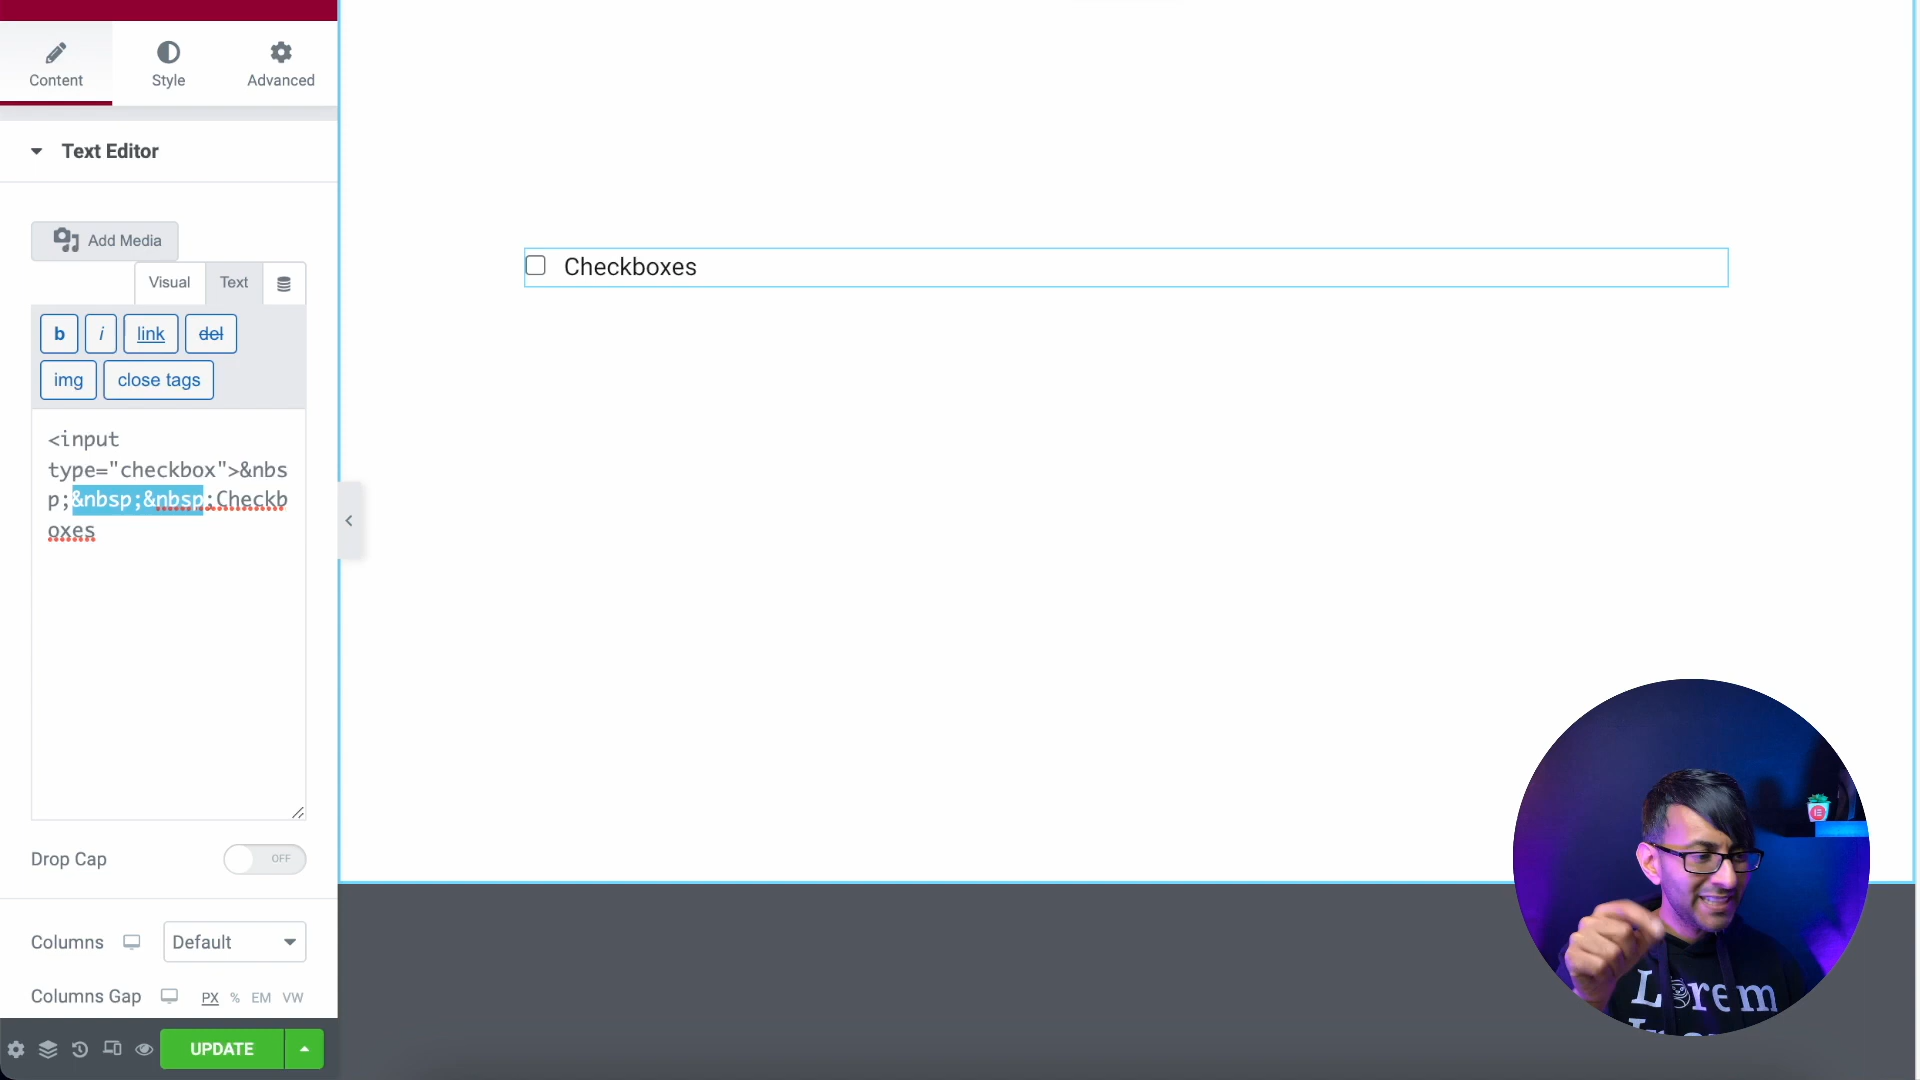 Content
Style
Advanced
Text Editor
Add Media
Visual
Text
b
i
link
del
img
close tags
<input
type="checkbox">&nbs
p;&nbsp;&nbsp;Checkb
oxes
Drop Cap
OFF
Columns
Default
Columns Gap
PX
%
EM
VW
UPDATE
Checkboxes
Lorem